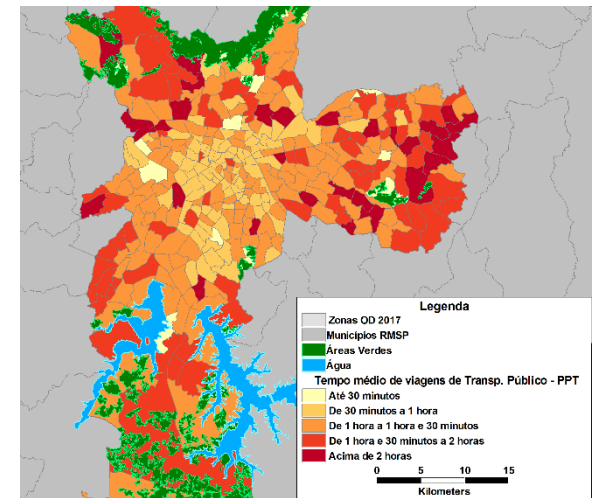 Legenda
Zonas OD 2017
Municípios RMSP
Áreas Verdes
Água
Tempo médio de viagens de Transp. Público - PPT
Até 30 minutos
De 30 minutos a 1 hora
De 1 hora a 1 hora e 30 minutos
De 1 hora e 30 minutos a 2 horas
Acima de 2 horas
0 5 10 15
Kilometers